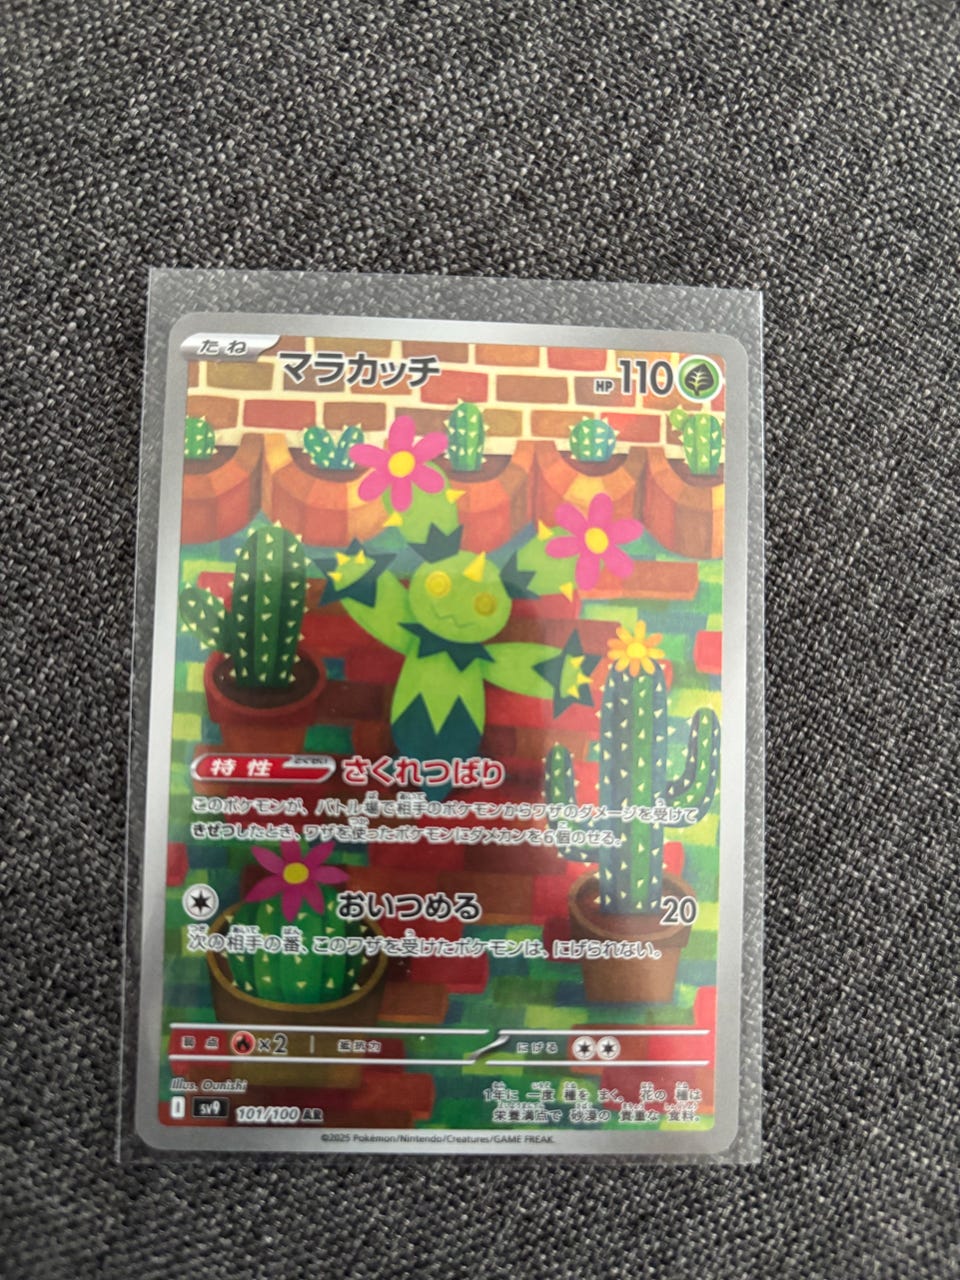 たね
マラカッチ
HP 110
特性 とくせい さくれつばり
このポケモンが、バトル場で相手のポケモンからワザのダメージを受けて
きぜつしたとき、ワザを使ったポケモンにダメカンを6個のせる。
おいつめる 20
次の相手の番、このワザを受けたポケモンは、にげられない。
弱点 ×2 抵抗力 にげる
Illus. Dunishi
I sv9 101/100 AR
1年に 一度 種を まく。 花の 種は
栄養満点で 砂漠の 貴重な 食料。
©2025 Pokémon/Nintendo/Creatures/GAME FREAK.